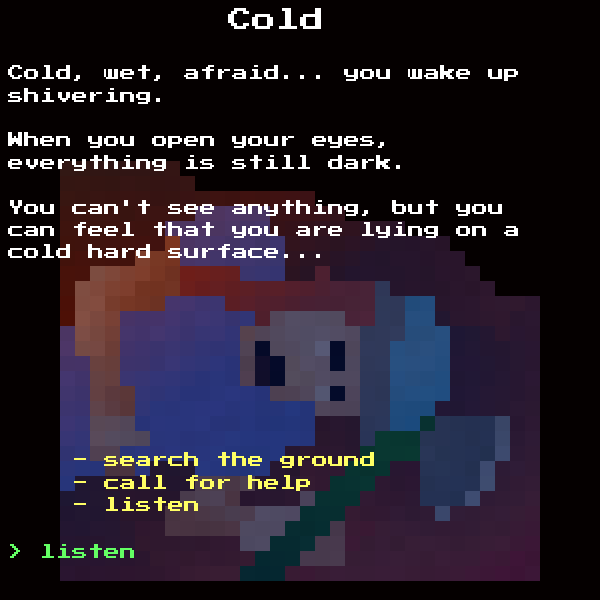 Cold
Cold, wet, afraid... you wake up
shivering.
When you open your eyes,
everything is still dark.
You can't see anything, but you
can feel that you are lying on a
cold hard surface...
- search the ground
- call for help
- listen
> listen